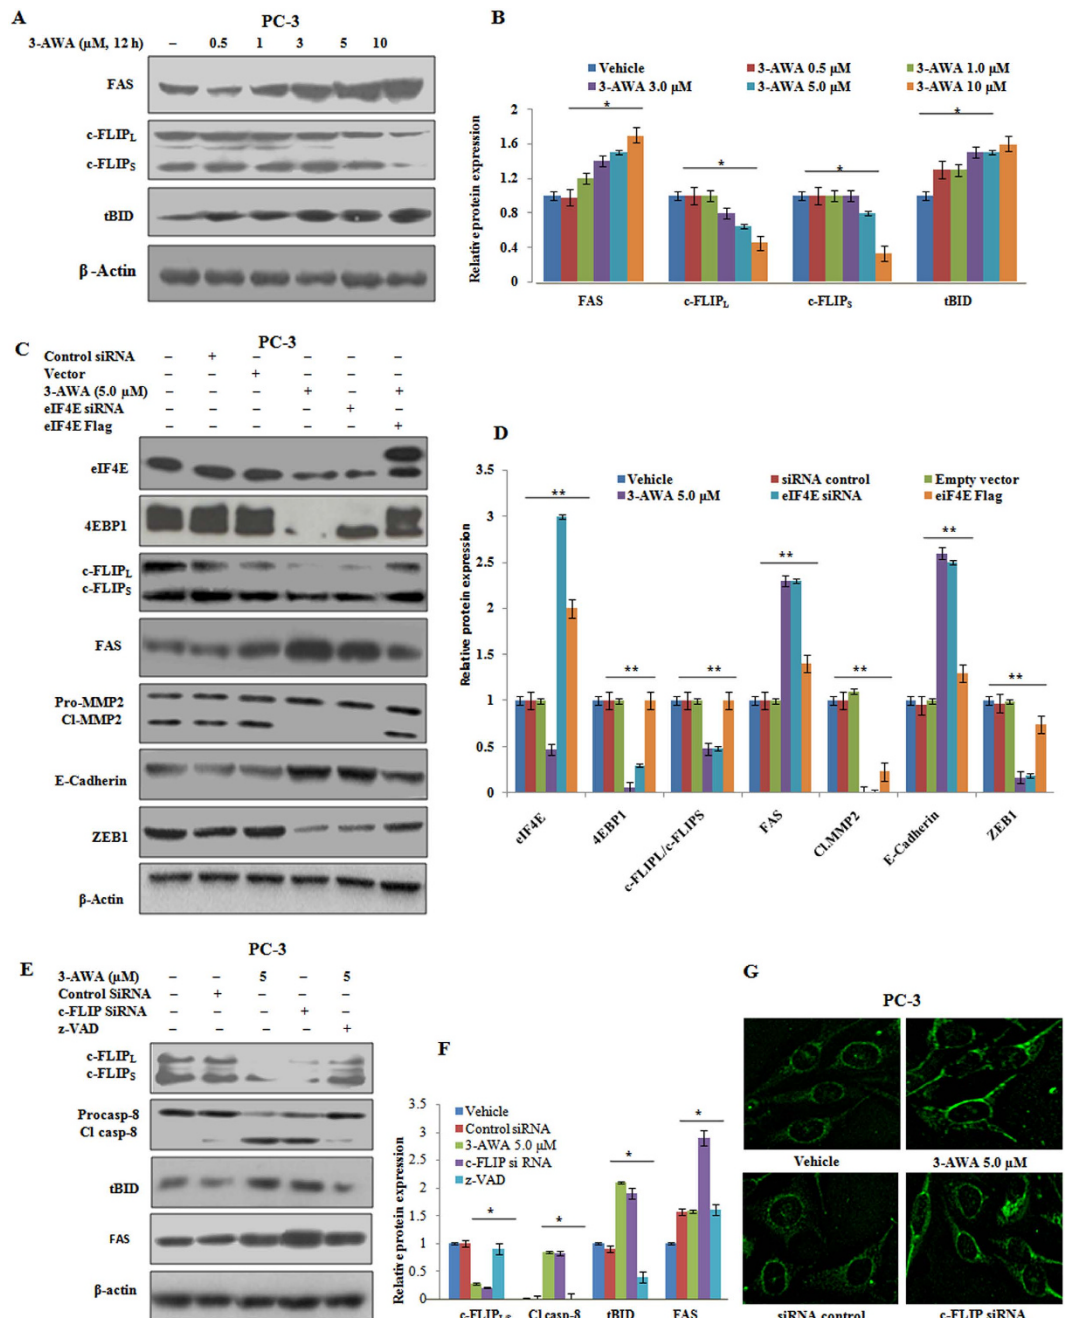 A
PC-3
3-AWA (µM, 12 h) – 0.5 1 3 5 10
FAS
c-FLIPL
c-FLIPS
tBID
β -Actin
B
Vehicle 3-AWA 0.5 µM 3-AWA 1.0 µM
3-AWA 3.0 µM 3-AWA 5.0 µM 3-AWA 10 µM
Relative protein expression
2
1.6
1.2
0.8
0.4
0
* * * *
FAS c-FLIPL c-FLIPS tBID
C
PC-3
Control siRNA – + – – – –
Vector – – + – – –
3-AWA (5.0 µM) – – – + – +
eIF4E siRNA – – – – + –
eIF4E Flag – – – – – +
eIF4E
4EBP1
c-FLIPL
c-FLIPS
FAS
Pro-MMP2
Cl-MMP2
E-Cadherin
ZEB1
β-Actin
D
Vehicle siRNA control Empty vector
3-AWA 5.0 µM eIF4E siRNA eiF4E Flag
Relative protein expression
3.5
3
2.5
2
1.5
1
0.5
0
** ** ** ** ** ** **
eIF4E 4EBP1 c-FLIPL/c-FLIPS FAS Cl.MMP2 E-Cadherin ZEB1
E
PC-3
3-AWA (µM) – – 5 – 5
Control SiRNA – + – – –
c-FLIP SiRNA – – – + –
z-VAD – – – – +
c-FLIPL
c-FLIPS
Procasp-8
Cl casp-8
tBID
FAS
β-actin
F
Vehicle
Control siRNA
3-AWA 5.0 µM
c-FLIP si RNA
z-VAD
Relative protein expression
3.5
3
2.5
2
1.5
1
0.5
0
* * * *
Cl casp-8 tBID FAS
G
PC-3
Vehicle 3-AWA 5.0 µM
siRNA control c-FLIP siRNA